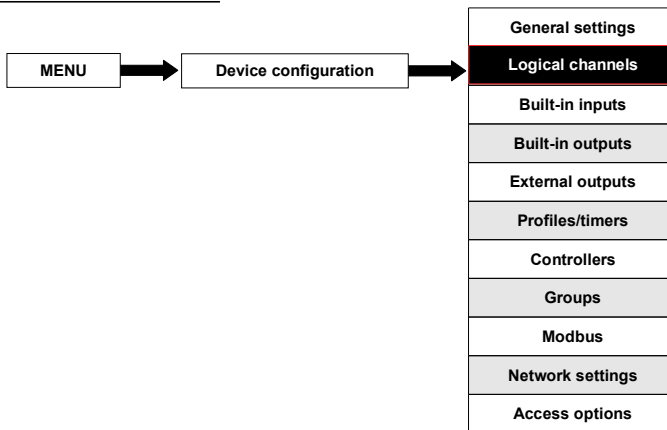 General settings
MENU
Device configuration
Logical channels
Built-in inputs
Built-in outputs
External outputs
Profiles/timers
Controllers
Groups
Modbus
Network settings
Access options